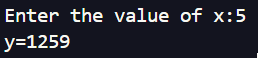 Enter the value of x:5
y=1259